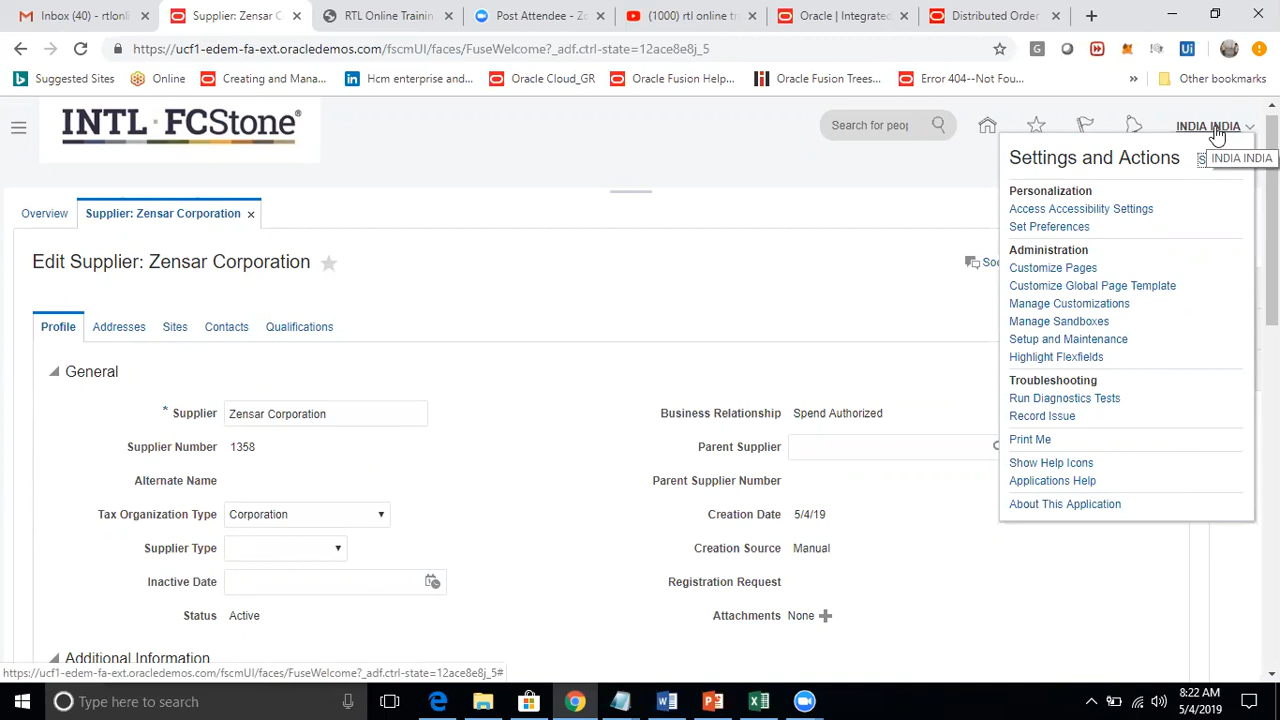 Inbox (40) - rtlonli
Supplier: Zensar C
RTL Online Trainin
Post Attendee - Zo
(1000) rtl online tr
Oracle | Integrated
Distributed Order
https://ucf1-edem-fa-ext.oracledemos.com/fscmUI/faces/FuseWelcome?_adf.ctrl-state=12ace8e8j_5
Suggested Sites
Online
Creating and Mana...
Hcm enterprise and...
Oracle Cloud_GR
Oracle Fusion Help...
Oracle Fusion Trees...
Error 404--Not Fou...
Other bookmarks
INTL FCStone®
Search for peop
INDIA INDIA
INDIA INDIA
Settings and Actions
Personalization
Access Accessibility Settings
Set Preferences
Administration
Customize Pages
Customize Global Page Template
Manage Customizations
Manage Sandboxes
Setup and Maintenance
Highlight Flexfields
Troubleshooting
Run Diagnostics Tests
Record Issue
Print Me
Show Help Icons
Applications Help
About This Application
Overview
Supplier: Zensar Corporation
Edit Supplier: Zensar Corporation
Soc
Profile
Addresses
Sites
Contacts
Qualifications
General
* Supplier Zensar Corporation
Supplier Number 1358
Alternate Name
Tax Organization Type Corporation
Supplier Type
Inactive Date
Status Active
Business Relationship Spend Authorized
Parent Supplier
Parent Supplier Number
Creation Date 5/4/19
Creation Source Manual
Registration Request
Attachments None
Additional Information
https://ucf1-edem-fa-ext.oracledemos.com/fscmUI/faces/FuseWelcome?_adf.ctrl-state=12ace8e8j_5#
Type here to search
8:22 AM
5/4/2019